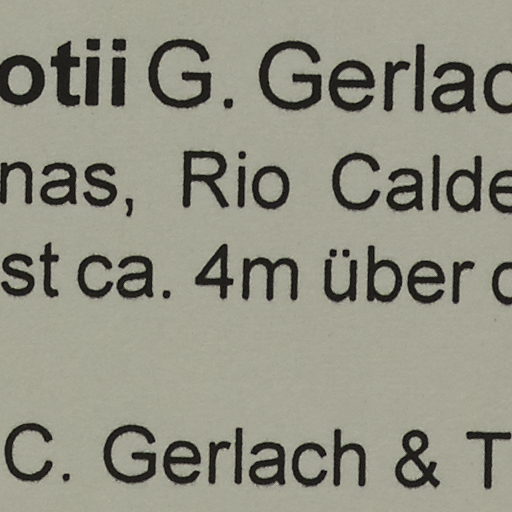 otii G. Gerlac
nas, Rio Calde
st ca. 4m über
C. Gerlach & T